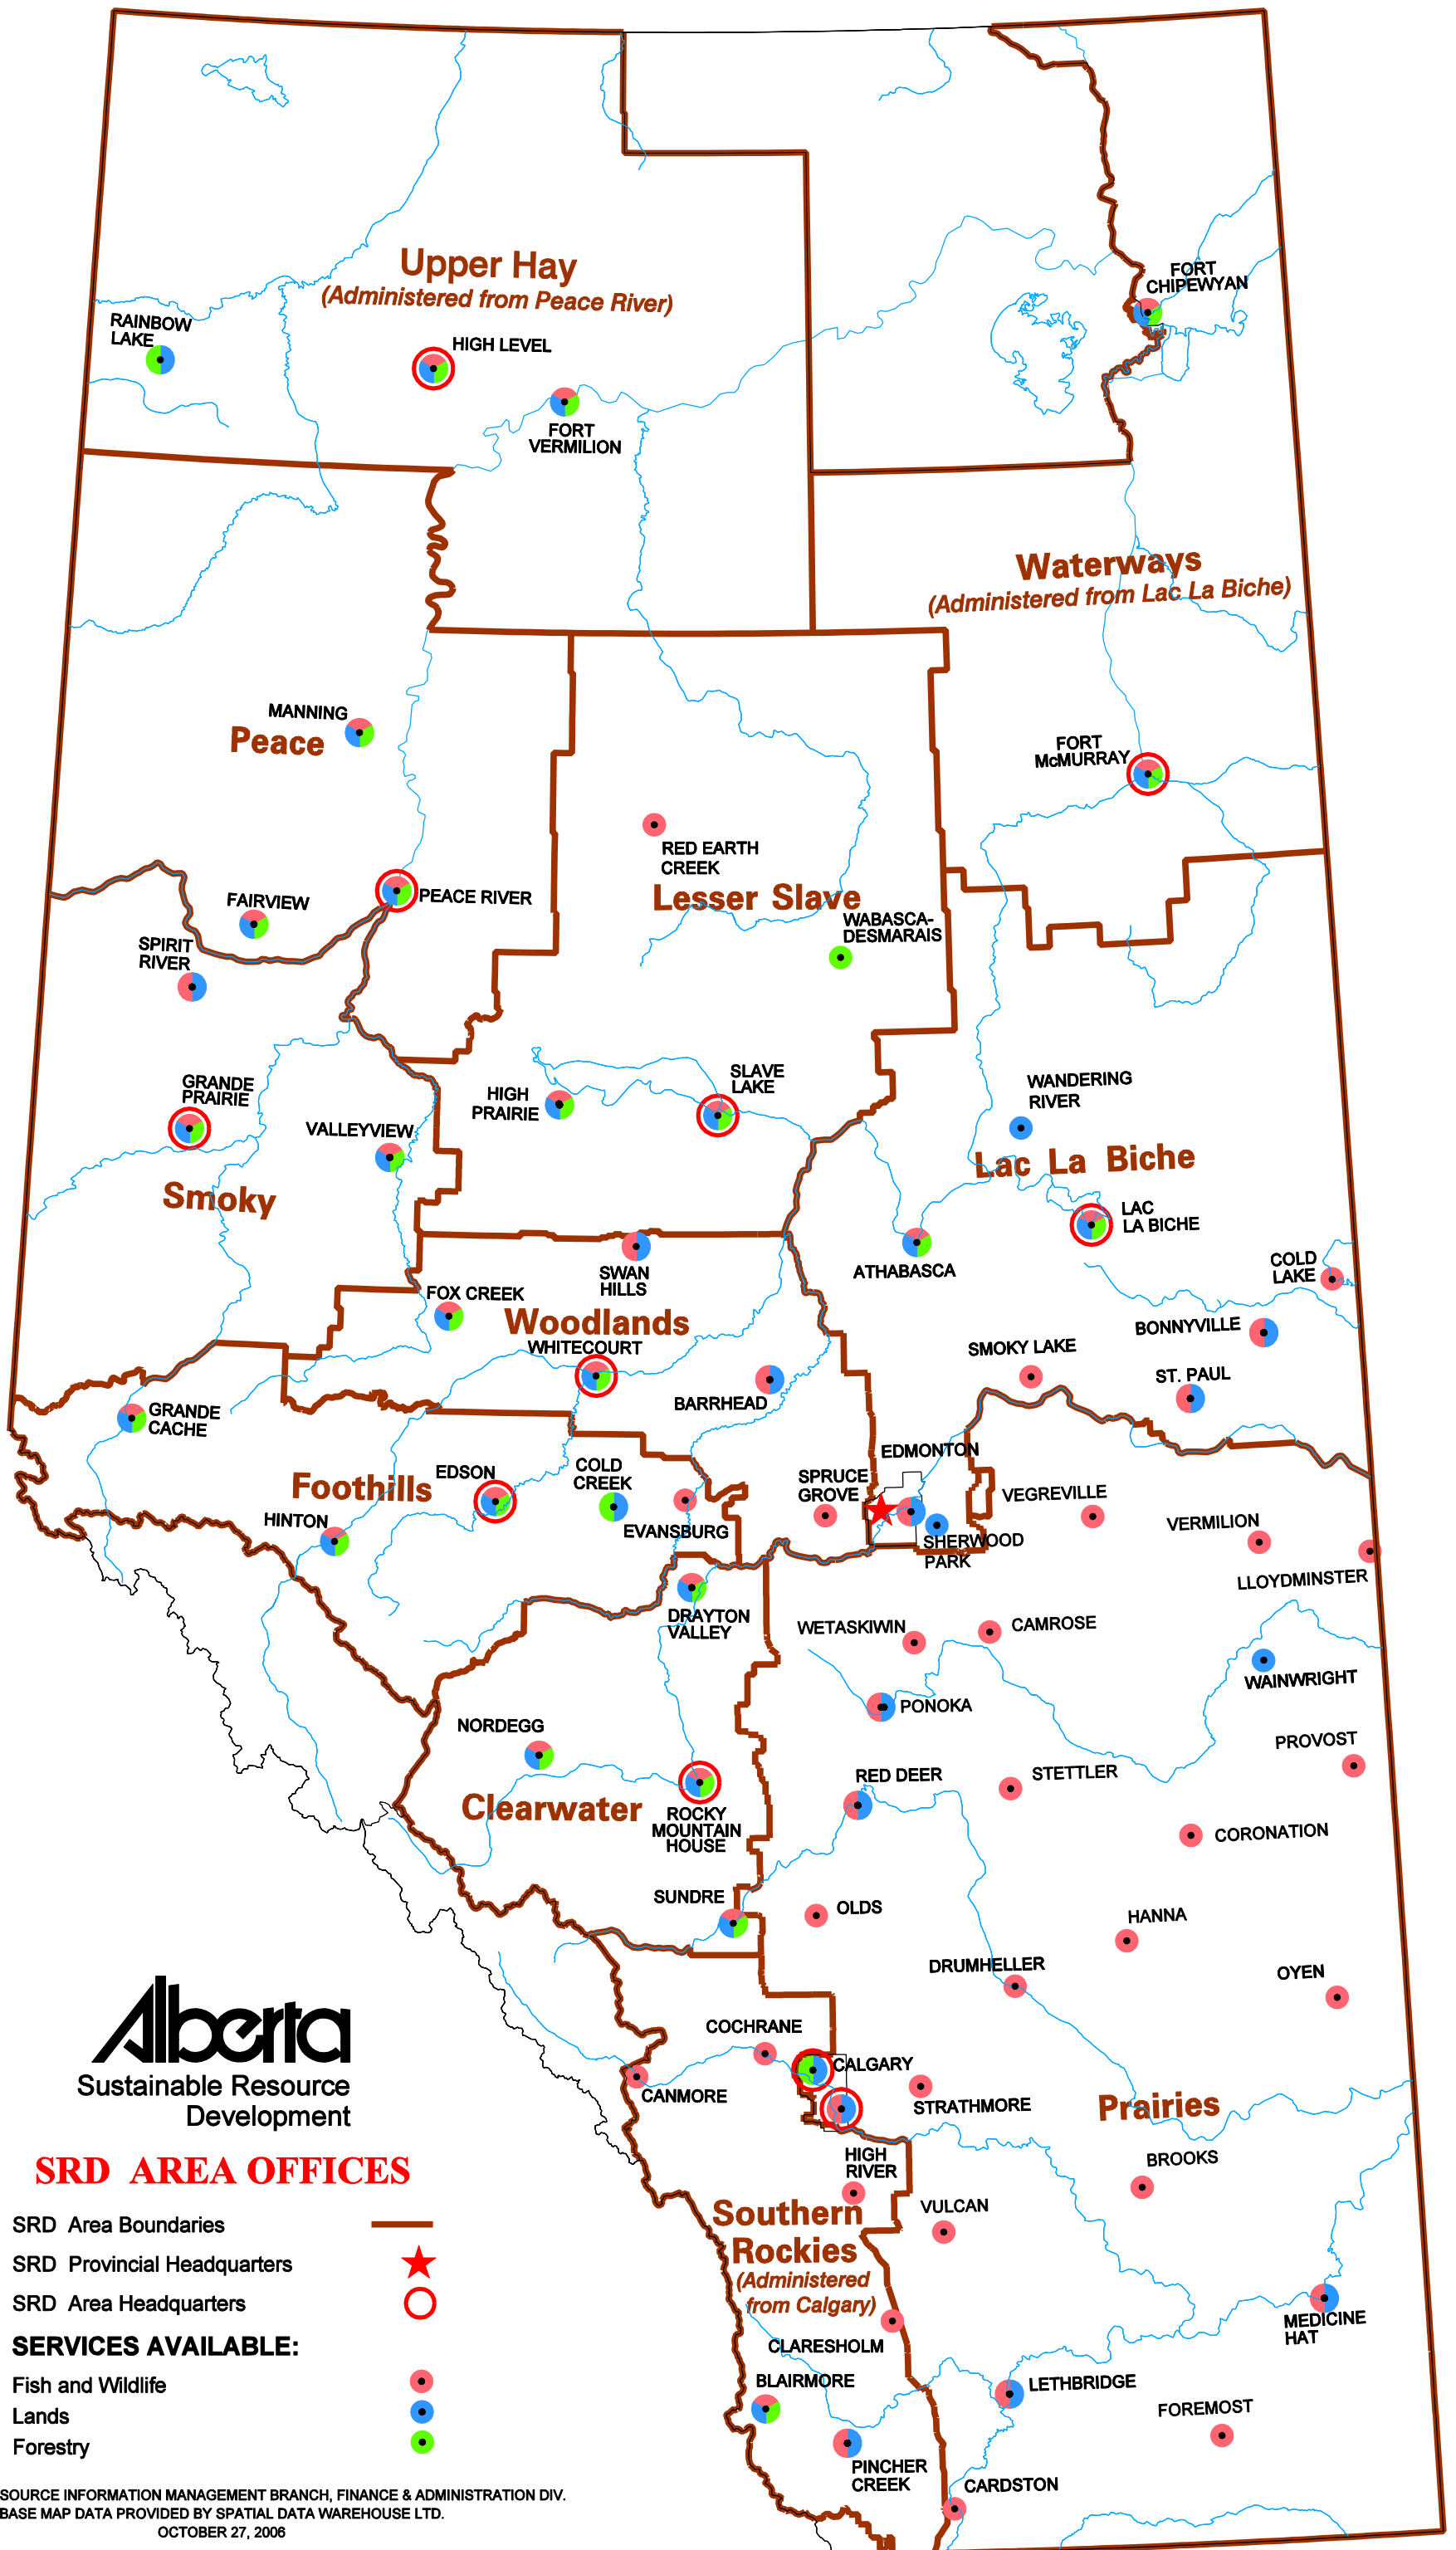 Upper Hay
(Administered from Peace River)
FORT
CHIPEWYAN
RAINBOW
LAKE
HIGH LEVEL
FORT
VERMILION
Waterways
(Administered from Lac La Biche)
MANNING
Peace
FORT
McMURRAY
RED EARTH
CREEK
Lesser Slave
PEACE RIVER
FAIRVIEW
WABASCA-
DESMARAIS
SPIRIT
RIVER
GRANDE
PRAIRIE
HIGH
PRAIRIE
SLAVE
LAKE
WANDERING
RIVER
VALLEYVIEW
Lac La Biche
Smoky
LAC
LA BICHE
ATHABASCA
COLD
LAKE
SWAN
HILLS
FOX CREEK
Woodlands
BONNYVILLE
WHITECOURT
SMOKY LAKE
ST. PAUL
BARRHEAD
GRANDE
CACHE
EDMONTON
Foothills
EDSON
COLD
CREEK
SPRUCE
GROVE
VEGREVILLE
HINTON
EVANSBURG
VERMILION
SHERWOOD
PARK
LLOYDMINSTER
DRAYTON
VALLEY
WETASKIWIN
CAMROSE
WAINWRIGHT
PONOKA
NORDEGG
PROVOST
RED DEER
STETTLER
Clearwater
ROCKY
MOUNTAIN
HOUSE
CORONATION
SUNDRE
OLDS
HANNA
DRUMHELLER
OYEN
COCHRANE
CALGARY
CANMORE
STRATHMORE
Prairies
HIGH
RIVER
BROOKS
VULCAN
Southern
Rockies
(Administered
from Calgary)
MEDICINE
HAT
CLARESHOLM
BLAIRMORE
LETHBRIDGE
FOREMOST
PINCHER
CREEK
CARDSTON
Alberta
Sustainable Resource
Development
SRD AREA OFFICES
SRD Area Boundaries
SRD Provincial Headquarters
SRD Area Headquarters
SERVICES AVAILABLE:
Fish and Wildlife
Lands
Forestry
SOURCE INFORMATION MANAGEMENT BRANCH, FINANCE & ADMINISTRATION DIV.
BASE MAP DATA PROVIDED BY SPATIAL DATA WAREHOUSE LTD.
OCTOBER 27, 2006